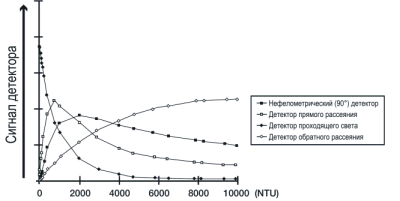 Сигнал детектора
Нефелометрический (90°) детектор
Детектор прямого рассеяния
Детектор проходящего света
Детектор обратного рассеяния
0 2000 4000 6000 8000 10000 (NTU)